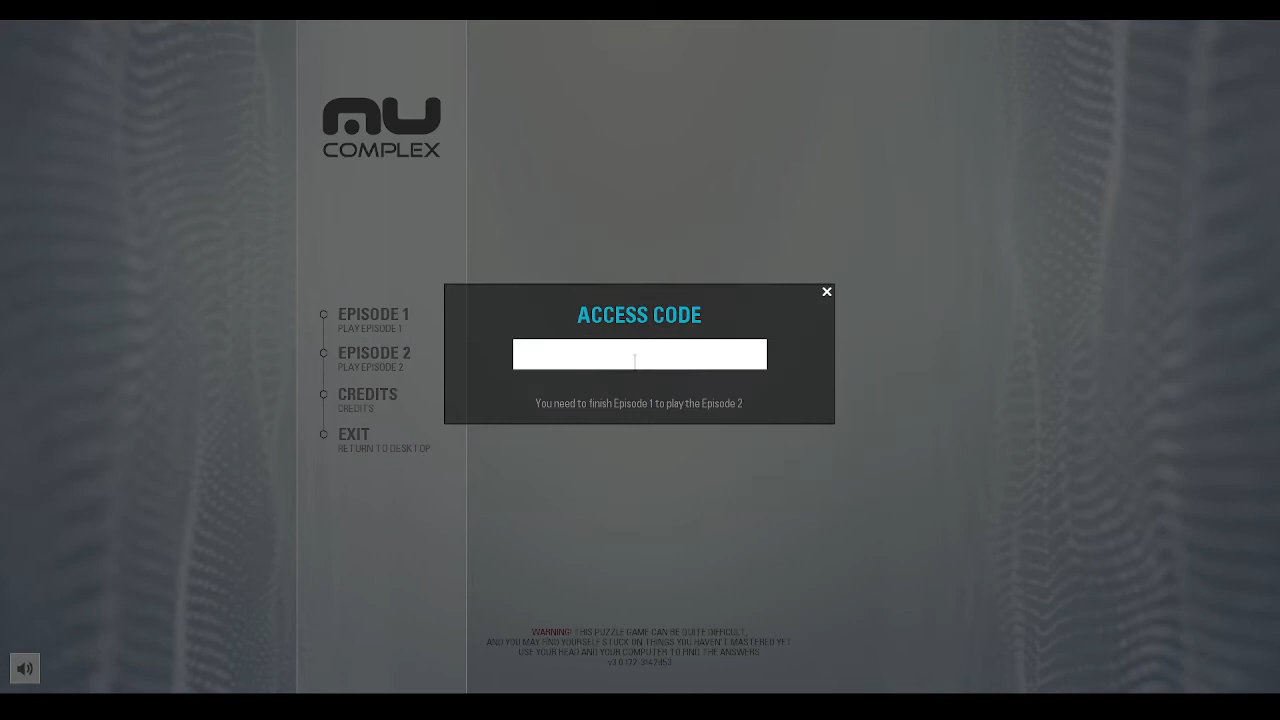 MU
COMPLEX
EPISODE 1
PLAY EPISODE 1
EPISODE 2
PLAY EPISODE 2
CREDITS
CREDITS
EXIT
RETURN TO DESKTOP
ACCESS CODE
You need to finish Episode 1 to play the Episode 2
WARNING! THIS PUZZLE GAME CAN BE QUITE DIFFICULT,
AND YOU MAY FIND YOURSELF STUCK ON THINGS YOU HAVEN'T MASTERED YET
USE YOUR HEAD AND YOUR COMPUTER TO FIND THE ANSWERS